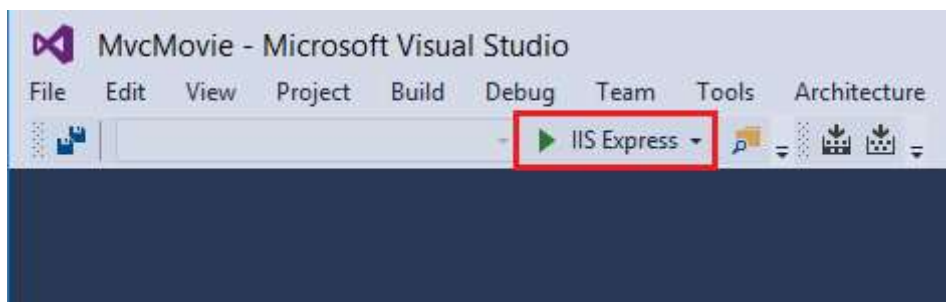 MvcMovie - Microsoft Visual Studio
File Edit View Project Build Debug Team Tools Architecture
IIS Express